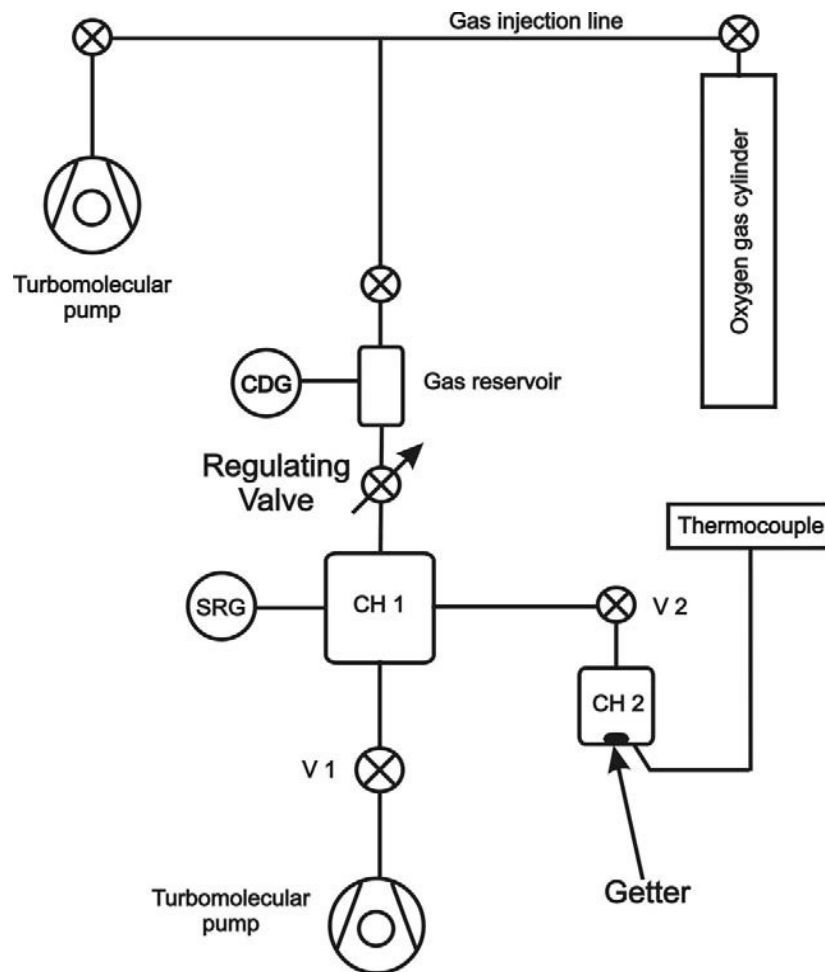 Gas injection line
Oxygen gas cylinder
Turbomolecular
pump
CDG
Gas reservoir
Regulating
Valve
Thermocouple
SRG
CH 1
V 2
CH 2
V 1
Getter
Turbomolecular
pump